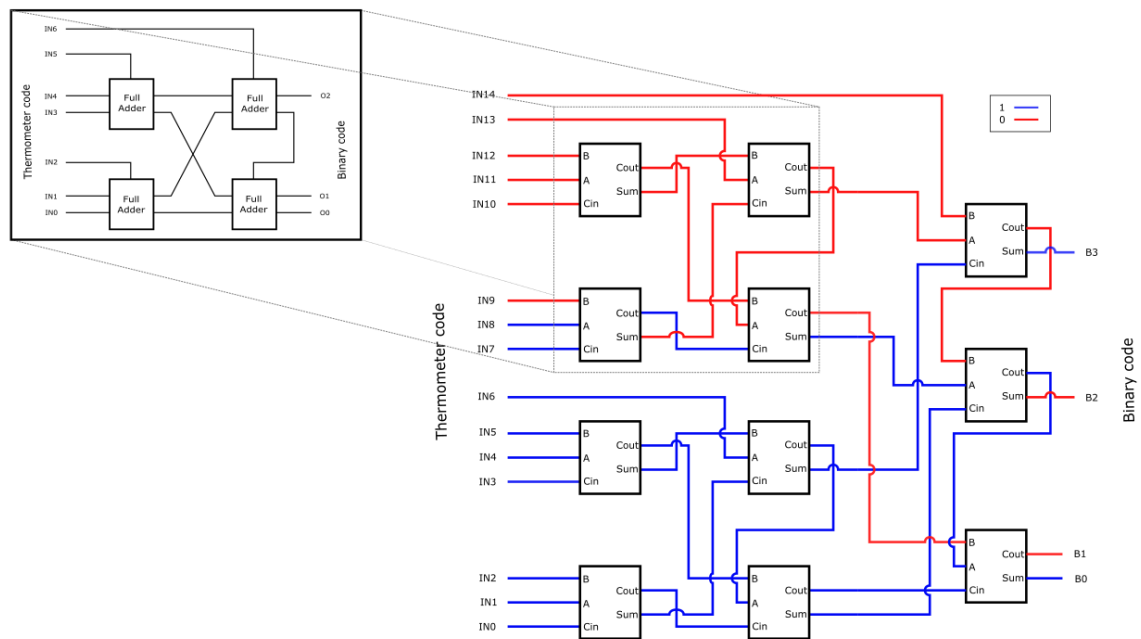 IN6
IN5
IN4
IN3
IN2
IN1
IN0
Thermometer code
Full
Adder
Full
Adder
Full
Adder
Full
Adder
O2
O1
O0
Binary code
1
0
IN14
IN13
IN12
IN11
IN10
B
A
Cin
Cout
Sum
B
A
Cin
Cout
Sum
IN9
IN8
IN7
B
A
Cin
Cout
Sum
B
A
Cin
Cout
Sum
Thermometer code
IN6
IN5
IN4
IN3
B
A
Cin
Cout
Sum
B
A
Cin
Cout
Sum
IN2
IN1
IN0
B
A
Cin
Cout
Sum
B
A
Cin
Cout
Sum
B
A
Cin
Cout
Sum
B3
B
A
Cin
Cout
Sum
B2
B
A
Cin
Cout
Sum
B1
B0
Binary code